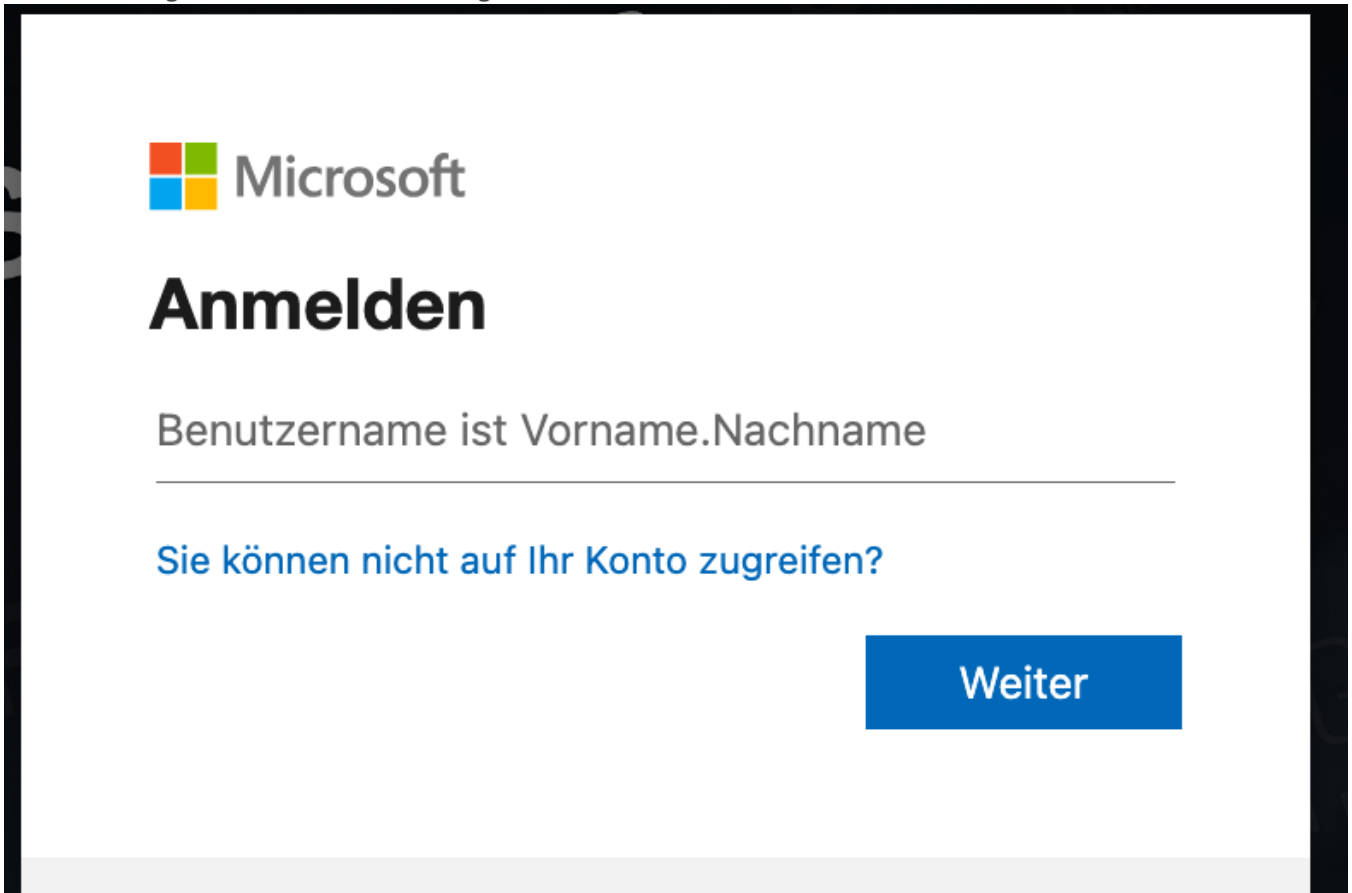 Microsoft
Anmelden
Benutzername ist Vorname.Nachname
Sie können nicht auf Ihr Konto zugreifen?
Weiter